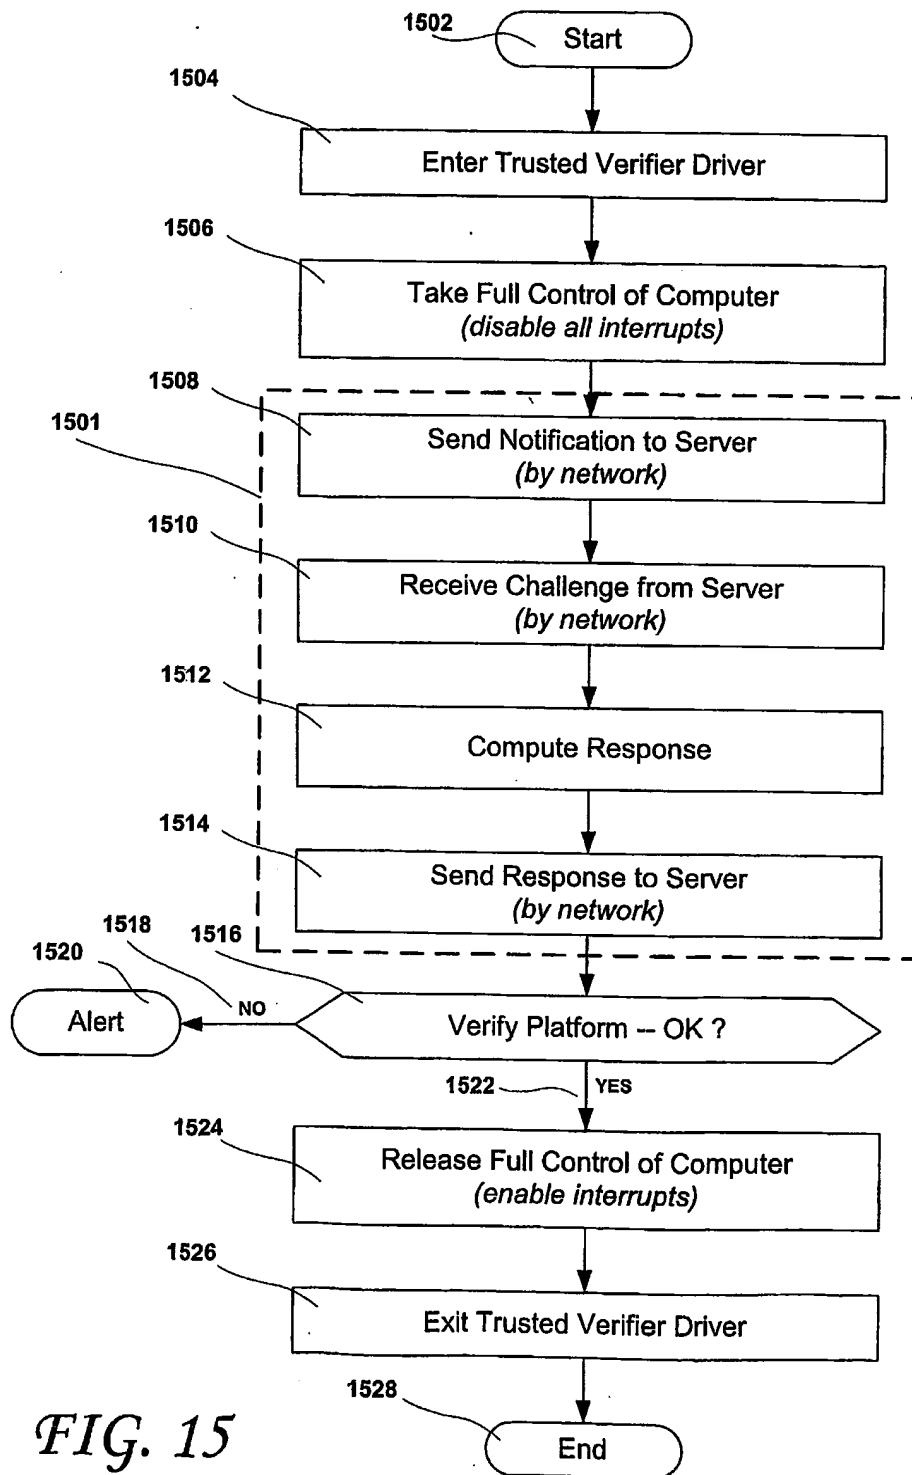 1502
Start
1504
Enter Trusted Verifier Driver
1506
Take Full Control of Computer
(disable all interrupts)
1508
1501
Send Notification to Server
(by network)
1510
Receive Challenge from Server
(by network)
1512
Compute Response
1514
Send Response to Server
(by network)
1518
1516
1520
NO
Alert
Verify Platform -- OK ?
1522
YES
1524
Release Full Control of Computer
(enable interrupts)
1526
Exit Trusted Verifier Driver
1528
End
FIG. 15